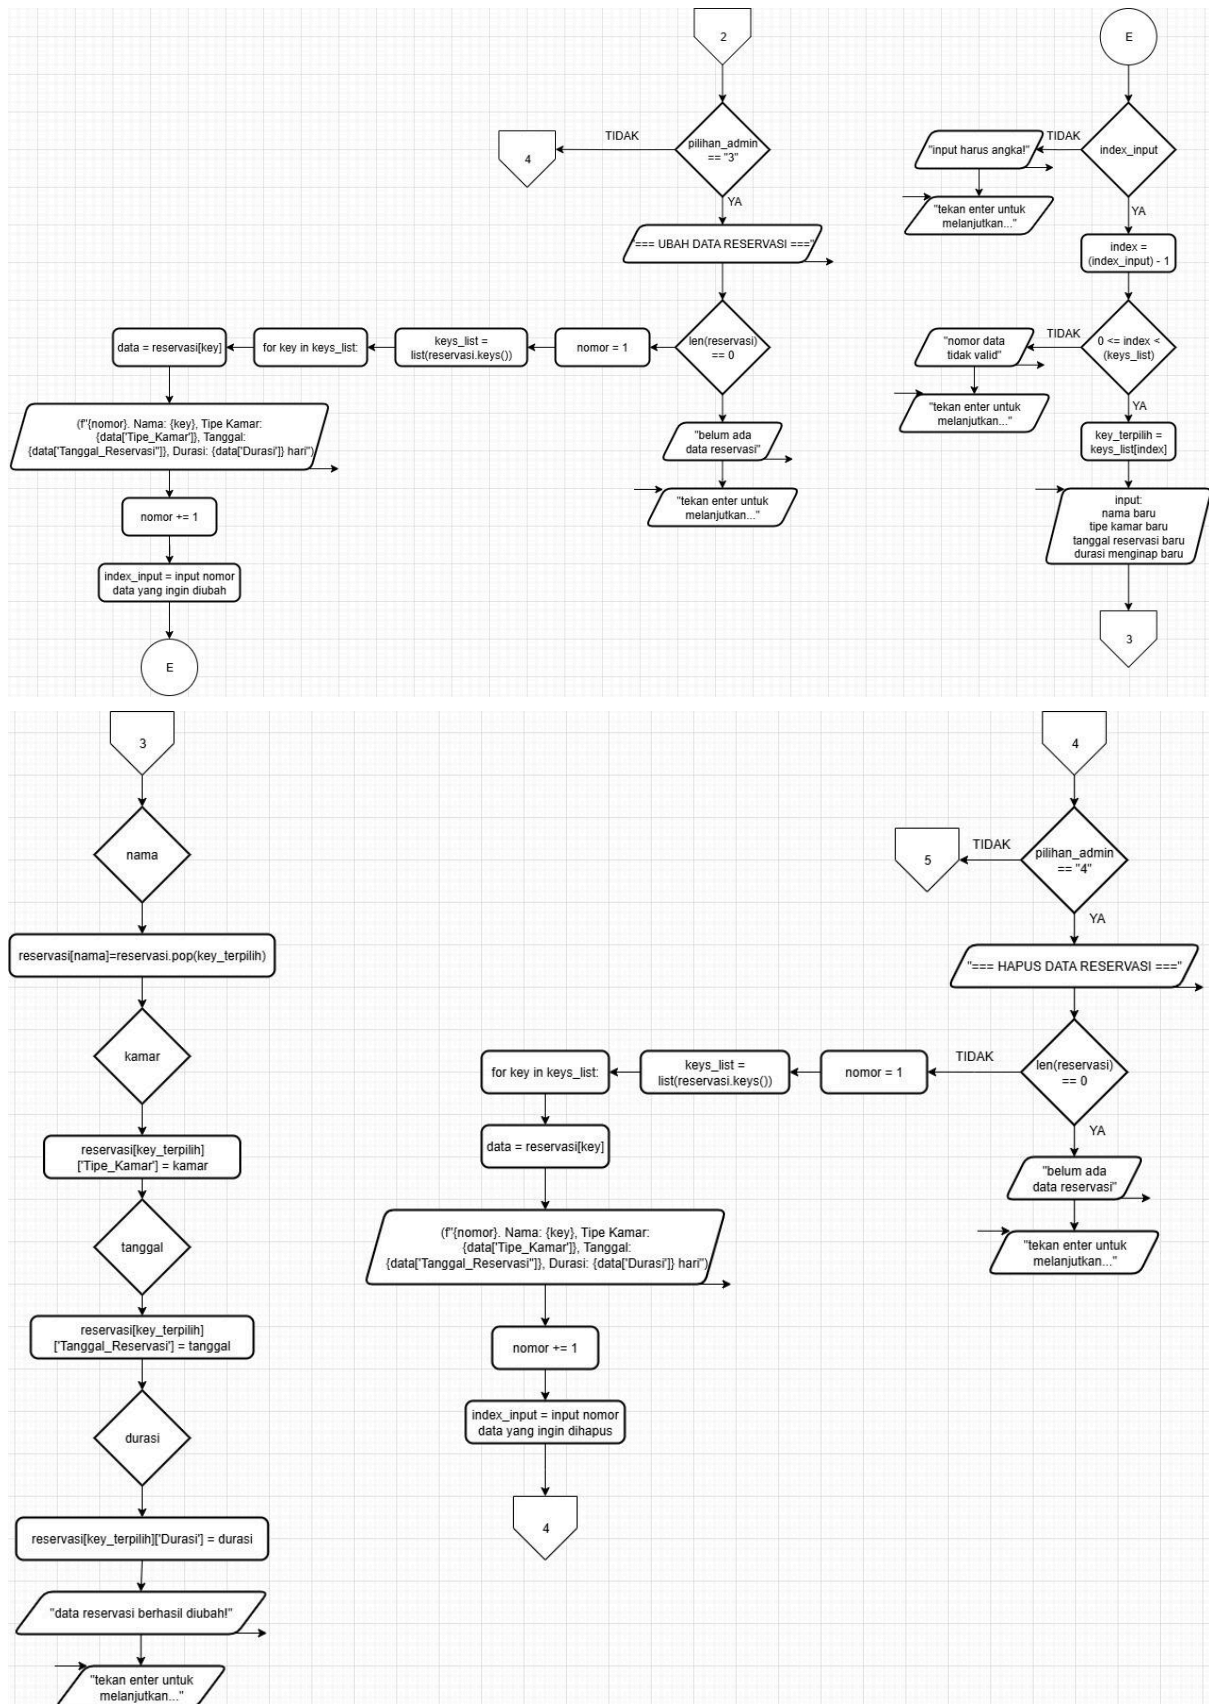 2
pilihan_admin
== "3"
TIDAK
4
YA
"=== UBAH DATA RESERVASI ==="
len(reservasi)
== 0
nomor = 1
keys_list =
list(reservasi.keys())
for key in keys_list:
data = reservasi[key]
(f"{nomor}. Nama: {key}, Tipe Kamar:
{data['Tipe_Kamar']}, Tanggal:
{data['Tanggal_Reservasi"]}, Durasi: {data['Durasi']} hari")
nomor += 1
index_input = input nomor
data yang ingin diubah
E
"belum ada
data reservasi"
"tekan enter untuk
melanjutkan..."
E
index_input
TIDAK
"input harus angka!"
"tekan enter untuk
melanjutkan..."
YA
index =
(index_input) - 1
0 <= index <
(keys_list)
TIDAK
"nomor data
tidak valid"
"tekan enter untuk
melanjutkan..."
YA
key_terpilih =
keys_list[index]
input:
nama baru
tipe kamar baru
tanggal reservasi baru
durasi menginap baru
3
3
nama
reservasi[nama]=reservasi.pop(key_terpilih)
kamar
reservasi[key_terpilih]
['Tipe_Kamar'] = kamar
tanggal
reservasi[key_terpilih]
['Tanggal_Reservasi'] = tanggal
durasi
reservasi[key_terpilih]['Durasi'] = durasi
"data reservasi berhasil diubah!"
"tekan enter untuk
melanjutkan..."
4
pilihan_admin
== "4"
TIDAK
5
YA
"=== HAPUS DATA RESERVASI ==="
len(reservasi)
== 0
TIDAK
nomor = 1
keys_list =
list(reservasi.keys())
for key in keys_list:
data = reservasi[key]
(f"{nomor}. Nama: {key}, Tipe Kamar:
{data['Tipe_Kamar']}, Tanggal:
{data['Tanggal_Reservasi"]}, Durasi: {data['Durasi']} hari")
nomor += 1
index_input = input nomor
data yang ingin dihapus
4
YA
"belum ada
data reservasi"
"tekan enter untuk
melanjutkan..."